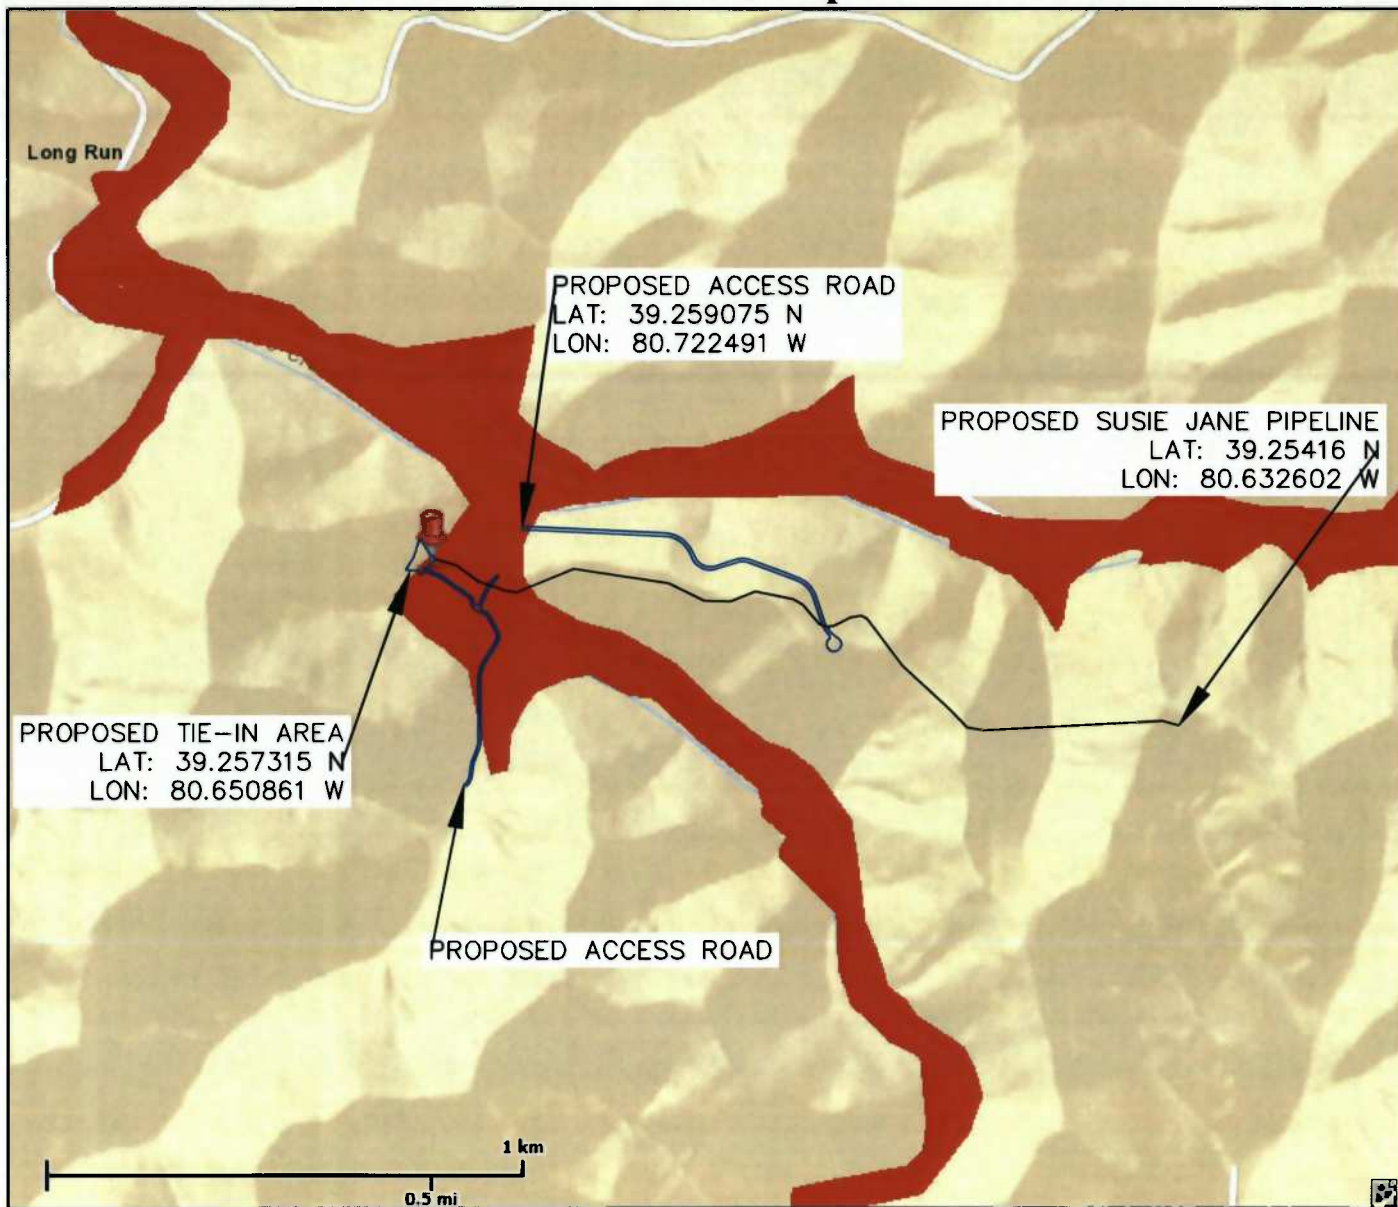 Long Run
PROPOSED ACCESS ROAD
LAT: 39.259075 N
LON: 80.722491 W
PROPOSED SUSIE JANE PIPELINE
LAT: 39.25416 N
LON: 80.632602 W
PROPOSED TIE-IN AREA
LAT: 39.257315 N
LON: 80.650861 W
PROPOSED ACCESS ROAD
1 km
0.5 mi